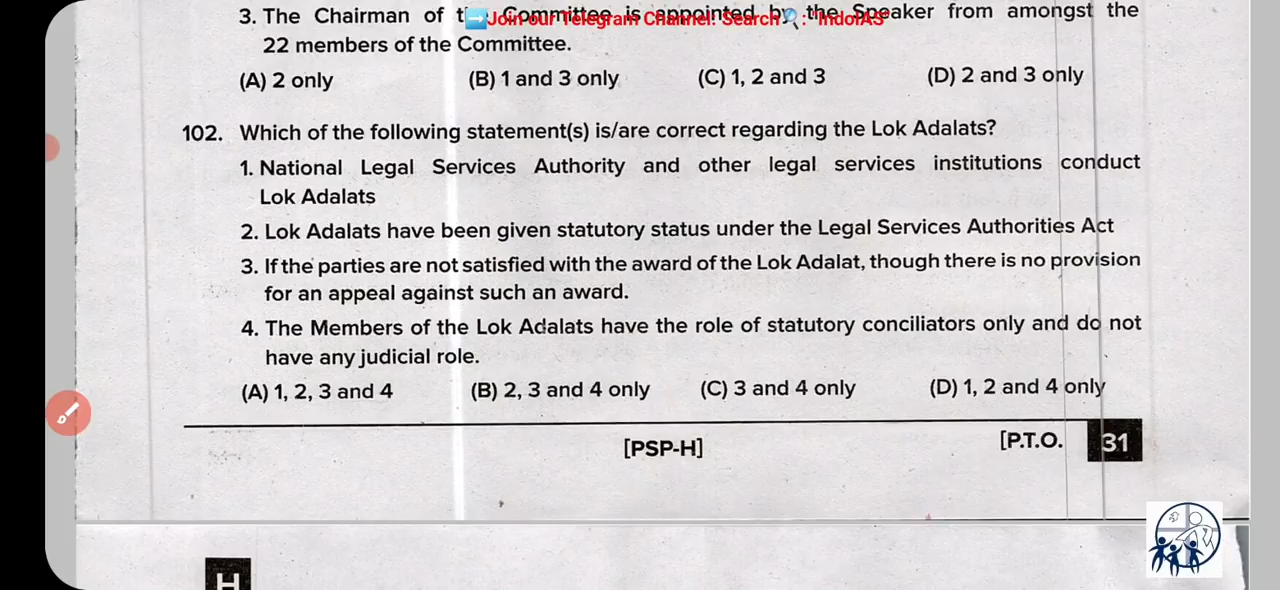 3. The Chairman of the Committee is appointed by the Speaker from amongst the
Join our Telegram Channel: Search🔍: "IndoIAS"
22 members of the Committee.
(A) 2 only (B) 1 and 3 only (C) 1, 2 and 3 (D) 2 and 3 only
102. Which of the following statement(s) is/are correct regarding the Lok Adalats?
1. National Legal Services Authority and other legal services institutions conduct
Lok Adalats
2. Lok Adalats have been given statutory status under the Legal Services Authorities Act
3. If the parties are not satisfied with the award of the Lok Adalat, though there is no provision
for an appeal against such an award.
4. The Members of the Lok Adalats have the role of statutory conciliators only and do not
have any judicial role.
(A) 1, 2, 3 and 4 (B) 2, 3 and 4 only (C) 3 and 4 only (D) 1, 2 and 4 only
[PSP-H] [P.T.O. 31
H